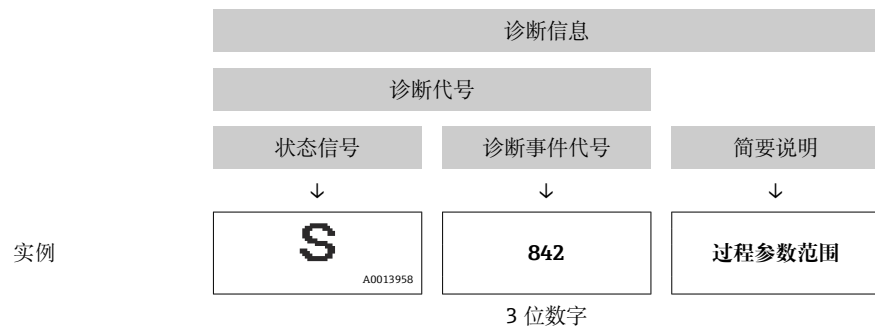 诊断信息
诊断代号
状态信号 诊断事件代号 简要说明
↓ ↓ ↓
实例 S 842 过程参数范围
A0013958
3 位数字